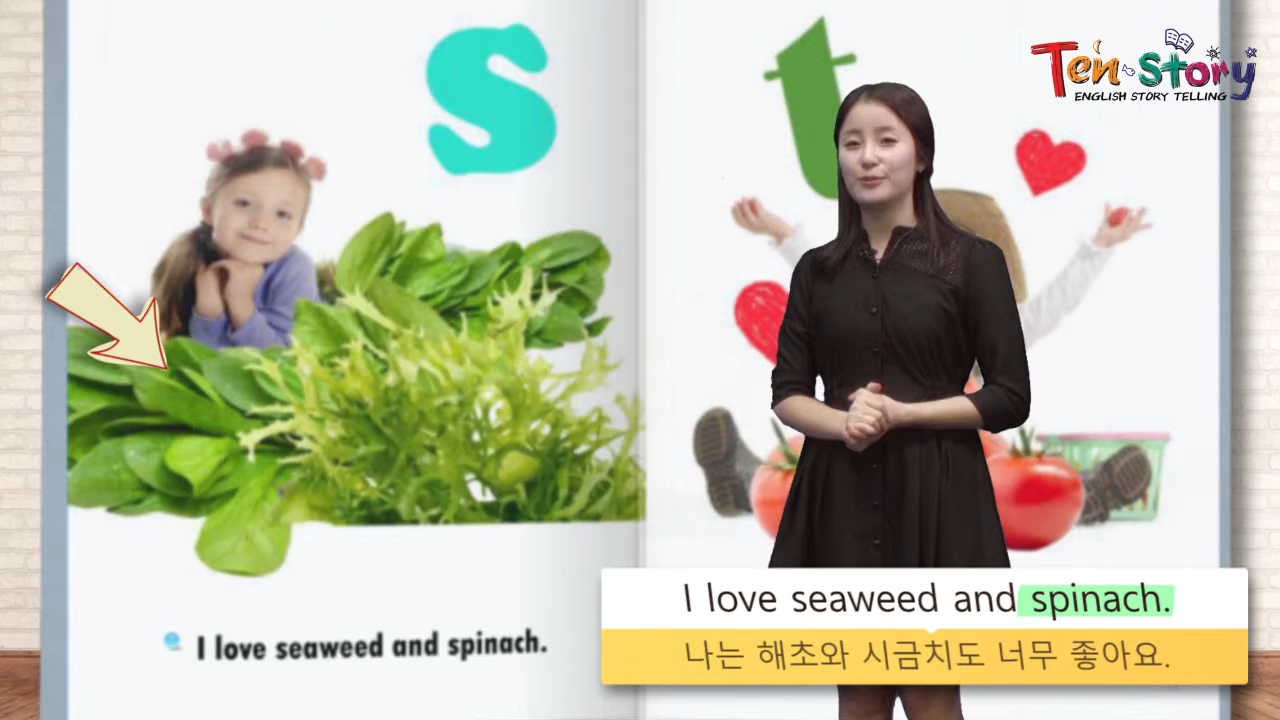 s
t
Ten Story
ENGLISH STORY TELLING
I love seaweed and spinach.
I love seaweed and spinach.
나는 해초와 시금치도 너무 좋아요.